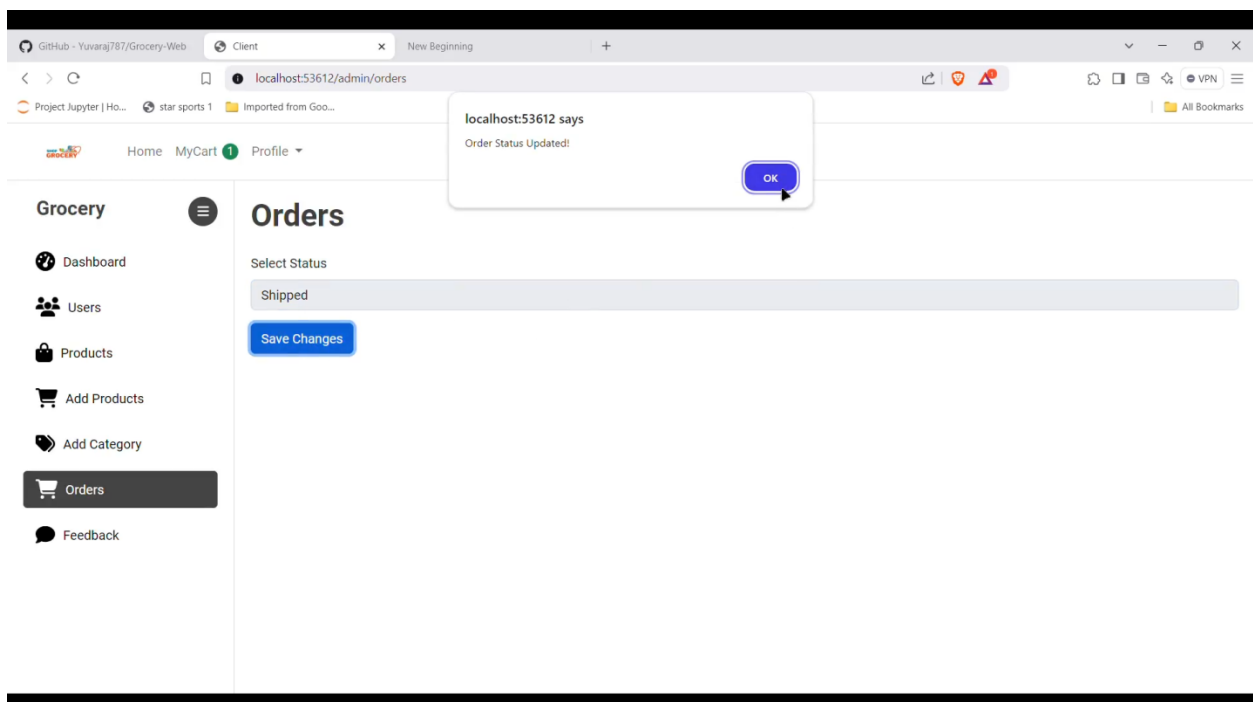 GitHub - Yuvaraj787/Grocery-Web
Client
New Beginning
localhost:53612/admin/orders
VPN
Project Jupyter | Ho...
star sports 1
Imported from Goo...
All Bookmarks
localhost:53612 says
Order Status Updated!
OK
GROCERY
Home
MyCart 1
Profile
Grocery
Dashboard
Users
Products
Add Products
Add Category
Orders
Feedback
Orders
Select Status
Shipped
Save Changes